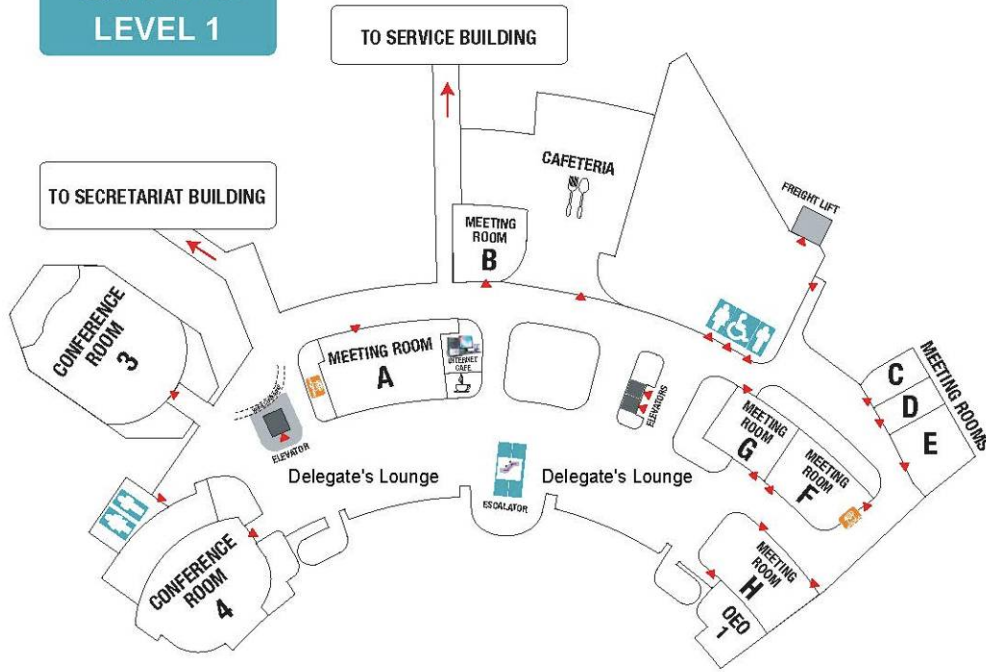 LEVEL 1
TO SERVICE BUILDING
CAFETERIA
TO SECRETARIAT BUILDING
FREIGHT LIFT
MEETING
ROOM
B
CONFERENCE
ROOM
3
MEETING ROOM
A
INTERNET
CAFE
ELEVATOR
ELEVATORS
MEETING ROOMS
C
D
E
MEETING
ROOM
G
MEETING
ROOM
F
Delegate's Lounge
Delegate's Lounge
ESCALATOR
CONFERENCE
ROOM
4
MEETING
ROOM
H
OEO
1